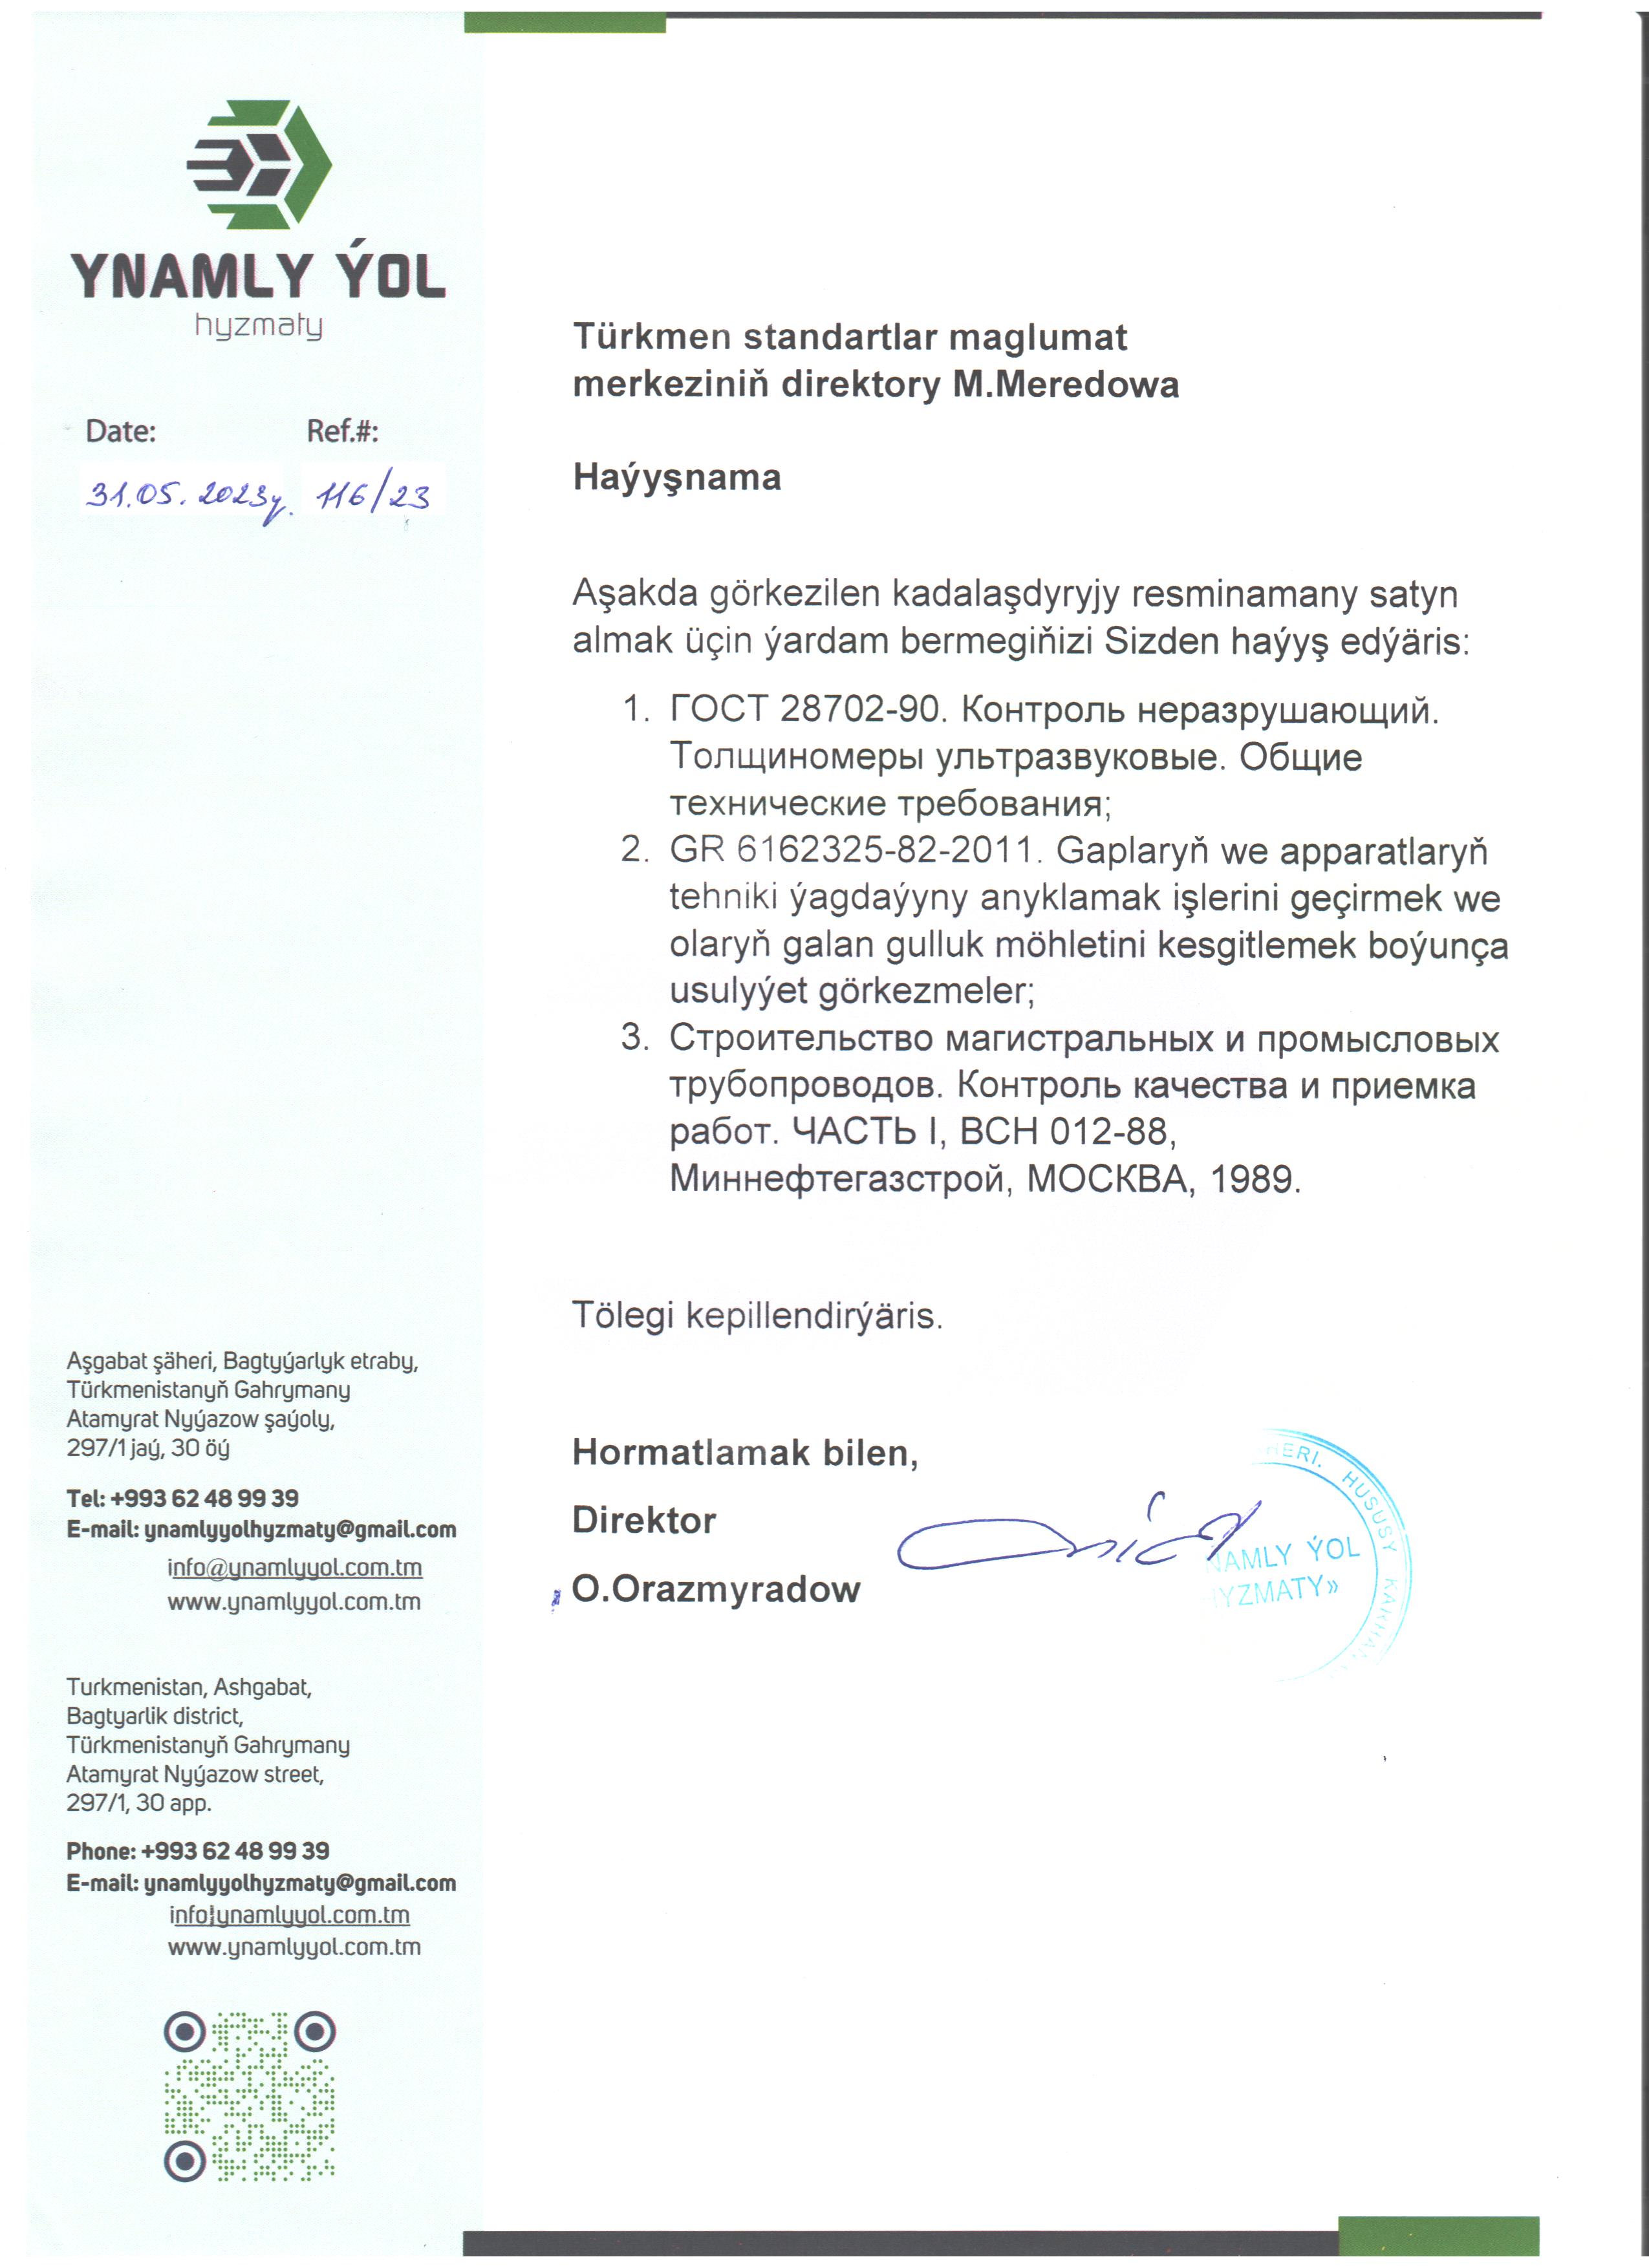 YNAMLY ÝOL
hyzmaty
Date: Ref.#:
31.05.2023y. 116/23
Türkmen standartlar maglumat
merkeziniň direktory M.Meredowa
Haýyşnama
Aşakda görkezilen kadalaşdyryjy resminamany satyn
almak üçin ýardam bermegiňizi Sizden haýyş edýäris:
1. ГОСТ 28702-90. Контроль неразрушающий.
Толщиномеры ультразвуковые. Общие
технические требования;
2. GR 6162325-82-2011. Gaplaryň we apparatlaryň
tehniki ýagdaýyny anyklamak işlerini geçirmek we
olaryň galan gulluk möhletini kesgitlemek boýunça
usulyýet görkezmeler;
3. Строительство магистральных и промысловых
трубопроводов. Контроль качества и приемка
работ. ЧАСТЬ I, ВСН 012-88,
Миннефтегазстрой, МОСКВА, 1989.
Tölegi kepillendirýäris.
Hormatlamak bilen,
Direktor
O.Orazmyradow
HERI. HUSUSY KÄRHAN
NAMLY ÝOL
YZMATY»
Aşgabat şäheri, Bagtyýarlyk etraby,
Türkmenistanyň Gahrymany
Atamyrat Nyýazow şaýoly,
297/1 jaý, 30 öý
Tel: +993 62 48 99 39
E-mail: ynamlyyolhyzmaty@gmail.com
info@ynamlyyol.com.tm
www.ynamlyyol.com.tm
Turkmenistan, Ashgabat,
Bagtyarlik district,
Türkmenistanyň Gahrymany
Atamyrat Nyýazow street,
297/1, 30 app.
Phone: +993 62 48 99 39
E-mail: ynamlyyolhyzmaty@gmail.com
info|ynamlyyol.com.tm
www.ynamlyyol.com.tm